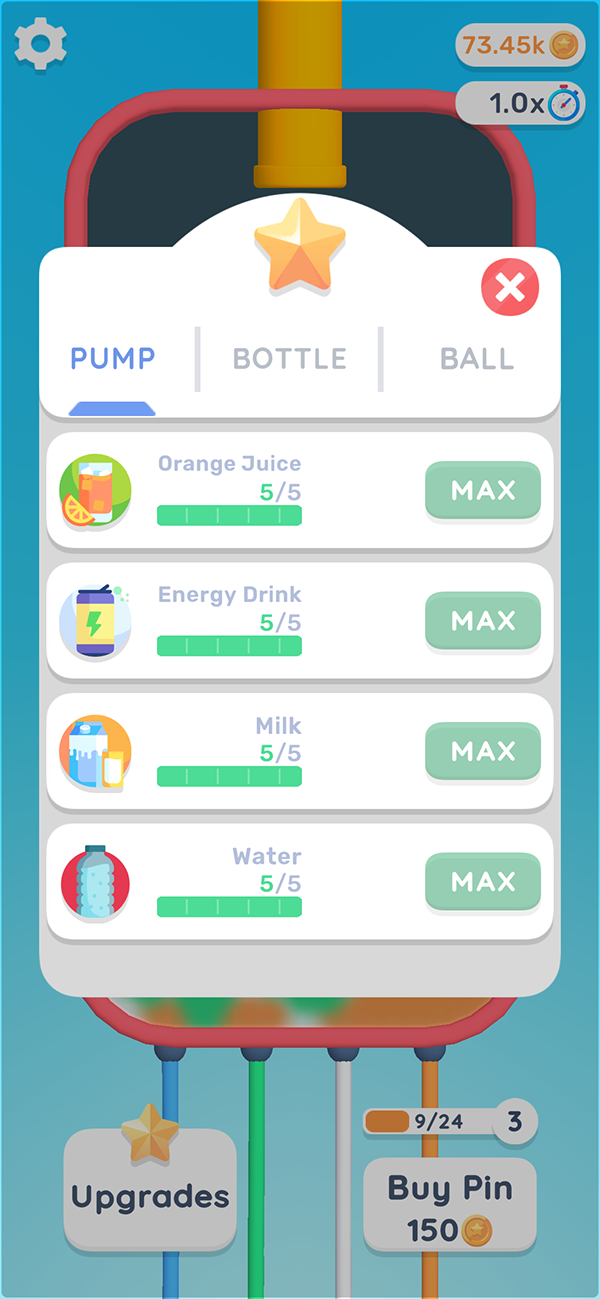 73.45k
1.0x
PUMP
BOTTLE
BALL
Orange Juice
5/5
MAX
Energy Drink
5/5
MAX
Milk
5/5
MAX
Water
5/5
MAX
9/24
3
Upgrades
Buy Pin
150